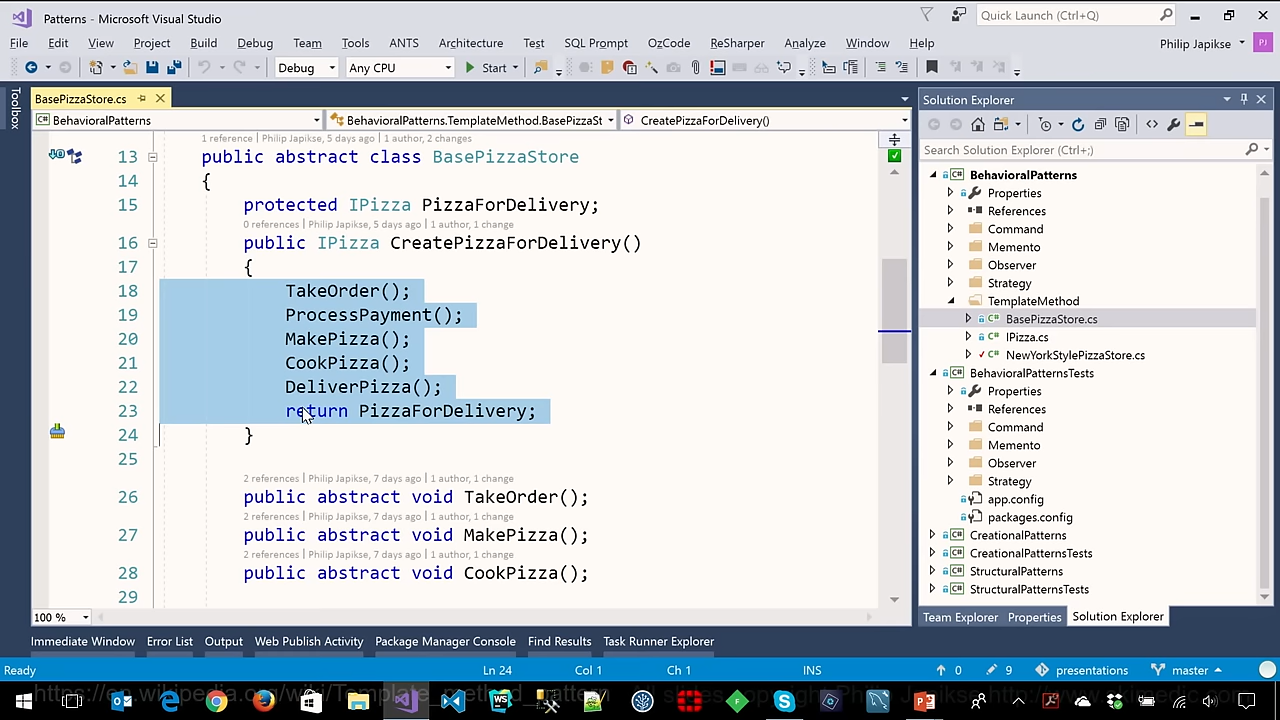 Patterns - Microsoft Visual Studio
Quick Launch (Ctrl+Q)
File Edit View Project Build Debug Team Tools ANTS Architecture Test SQL Prompt OzCode ReSharper Analyze Window Help Philip Japikse PJ
Debug Any CPU Start
Toolbox
BasePizzaStore.cs
BehavioralPatterns BehavioralPatterns.TemplateMethod.BasePizzaSt CreatePizzaForDelivery()
1 reference | Philip Japikse, 5 days ago | 1 author, 2 changes
13 public abstract class BasePizzaStore
14 {
15 protected IPizza PizzaForDelivery;
0 references | Philip Japikse, 5 days ago | 1 author, 1 change
16 public IPizza CreatePizzaForDelivery()
17 {
18 TakeOrder();
19 ProcessPayment();
20 MakePizza();
21 CookPizza();
22 DeliverPizza();
23 return PizzaForDelivery;
24 }
25
2 references | Philip Japikse, 7 days ago | 1 author, 1 change
26 public abstract void TakeOrder();
2 references | Philip Japikse, 7 days ago | 1 author, 1 change
27 public abstract void MakePizza();
2 references | Philip Japikse, 7 days ago | 1 author, 1 change
28 public abstract void CookPizza();
29
100 %
Solution Explorer
Search Solution Explorer (Ctrl+;)
C# BehavioralPatterns
Properties
References
Command
Memento
Observer
Strategy
TemplateMethod
C# BasePizzaStore.cs
C# IPizza.cs
C# NewYorkStylePizzaStore.cs
C# BehavioralPatternsTests
Properties
References
Command
Memento
Observer
Strategy
app.config
packages.config
C# CreationalPatterns
C# CreationalPatternsTests
C# StructuralPatterns
C# StructuralPatternsTests
Team Explorer Properties Solution Explorer
Immediate Window Error List Output Web Publish Activity Package Manager Console Find Results Task Runner Explorer
Ready Ln 24 Col 1 Ch 1 INS 0 9 presentations master
https://en.wikipedia.org/wiki/Template_method_pattern